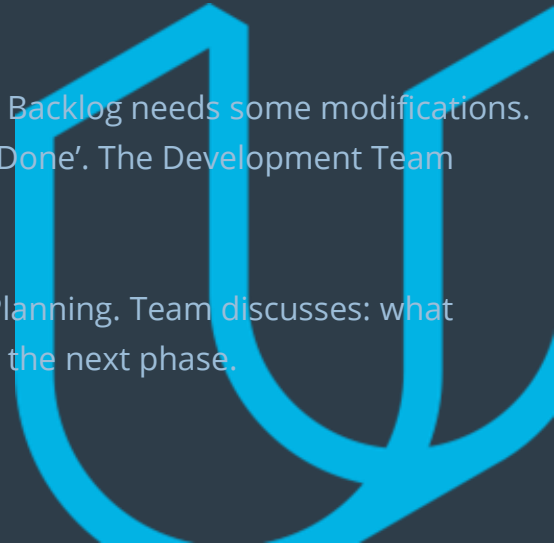 Backlog needs some modifications.
Done’. The Development Team
Planning. Team discusses: what
the next phase.